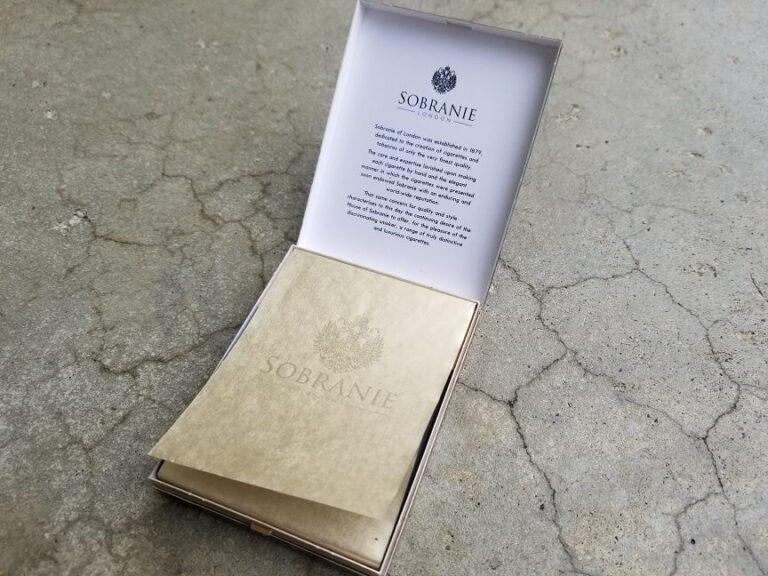 SOBRANIE
LONDON
Sobranie of London was established in 1879,
dedicated to the creation of cigarettes and
tobaccos of only the very finest quality.
The care and expertise lavished upon making
each cigarette by hand and the elegant
manner in which the cigarettes were presented
soon endowed Sobranie with an enduring and
world-wide reputation.
That same concern for quality and style
characterises to this day the continuing desire of the
House of Sobranie to offer, for the pleasure of the
discriminating smoker, a range of truly distinctive
and luxurious cigarettes.
SOBRANIE